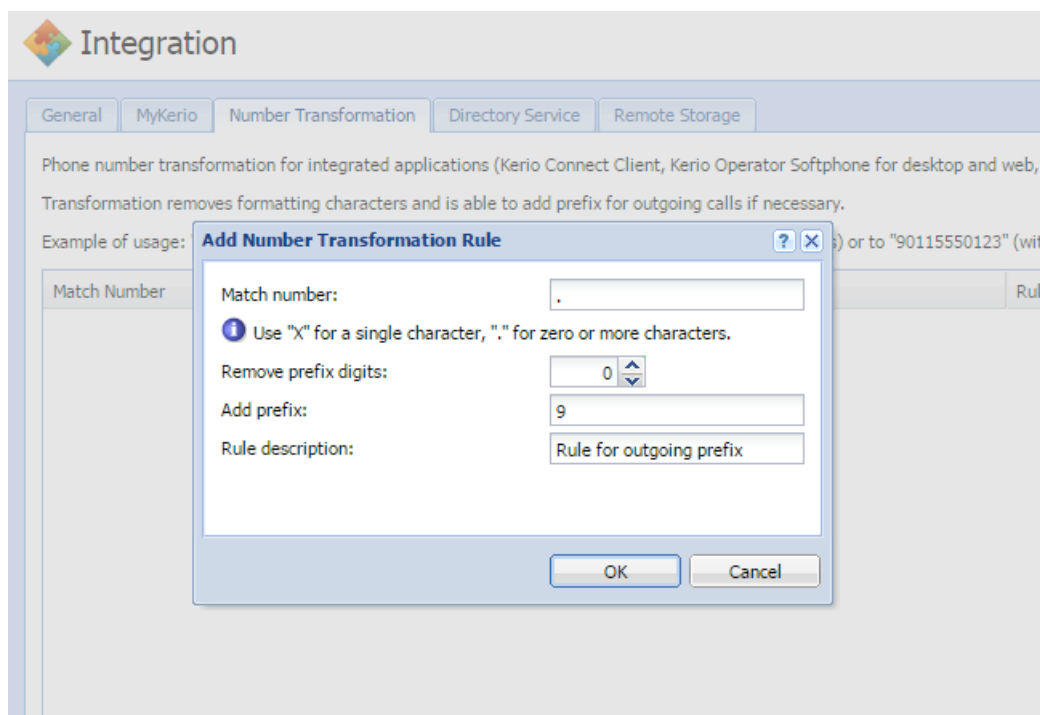 Integration
General MyKerio Number Transformation Directory Service Remote Storage
Phone number transformation for integrated applications (Kerio Connect Client, Kerio Operator Softphone for desktop and web,
Transformation removes formatting characters and is able to add prefix for outgoing calls if necessary.
Example of usage: " ) or to "90115550123" (wit
Add Number Transformation Rule ?
Match Number Rul
Match number: .
i Use "X" for a single character, "." for zero or more characters.
Remove prefix digits: 0
Add prefix: 9
Rule description: Rule for outgoing prefix
OK Cancel